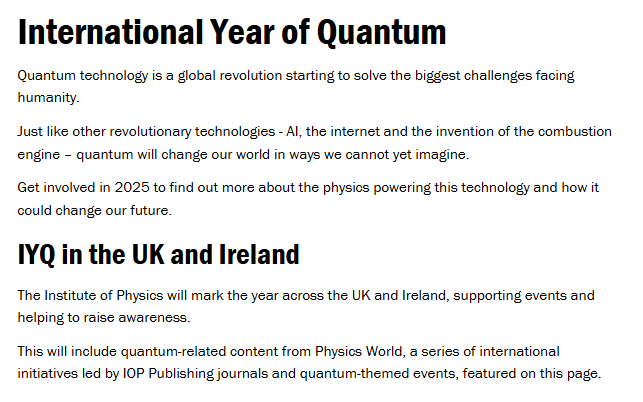 International Year of Quantum
Quantum technology is a global revolution starting to solve the biggest challenges facing
humanity.
Just like other revolutionary technologies - AI, the internet and the invention of the combustion
engine – quantum will change our world in ways we cannot yet imagine.
Get involved in 2025 to find out more about the physics powering this technology and how it
could change our future.
IYQ in the UK and Ireland
The Institute of Physics will mark the year across the UK and Ireland, supporting events and
helping to raise awareness.
This will include quantum-related content from Physics World, a series of international
initiatives led by IOP Publishing journals and quantum-themed events, featured on this page.